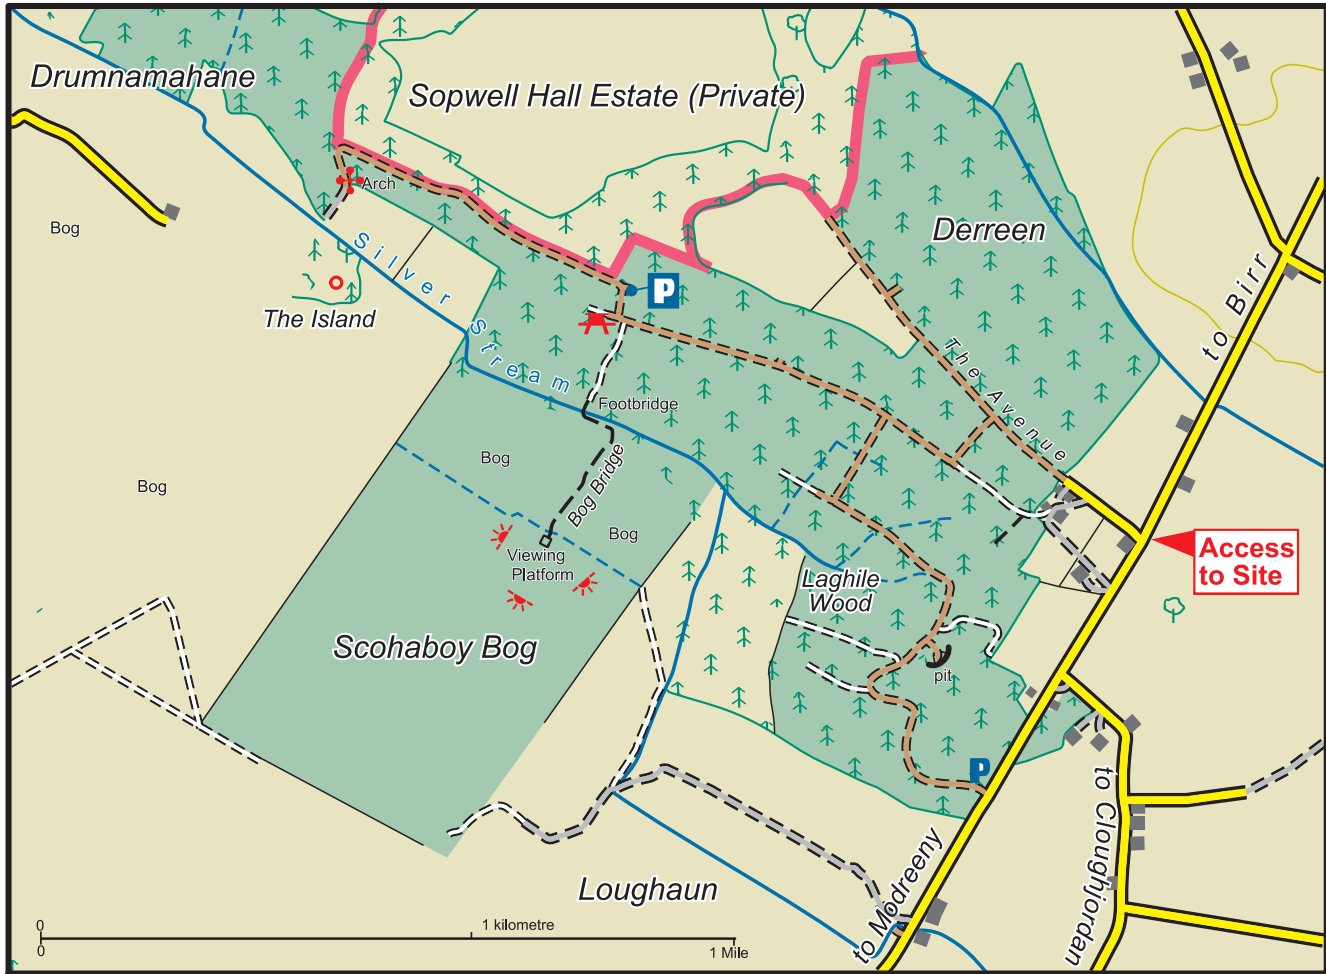 Drumnamahane
Sopwell Hall Estate (Private)
Arch
Bog
Derreen
Silver Stream
The Island
P
to Birr
The Avenue
Footbridge
Bog
Bog Bridge
Bog
Bog
Viewing
Platform
Access
to Site
Laghile
Wood
Scohaboy Bog
pit
P
to Cloughjordan
to Modreeny
Loughaun
0
1 kilometre
0
1 Mile